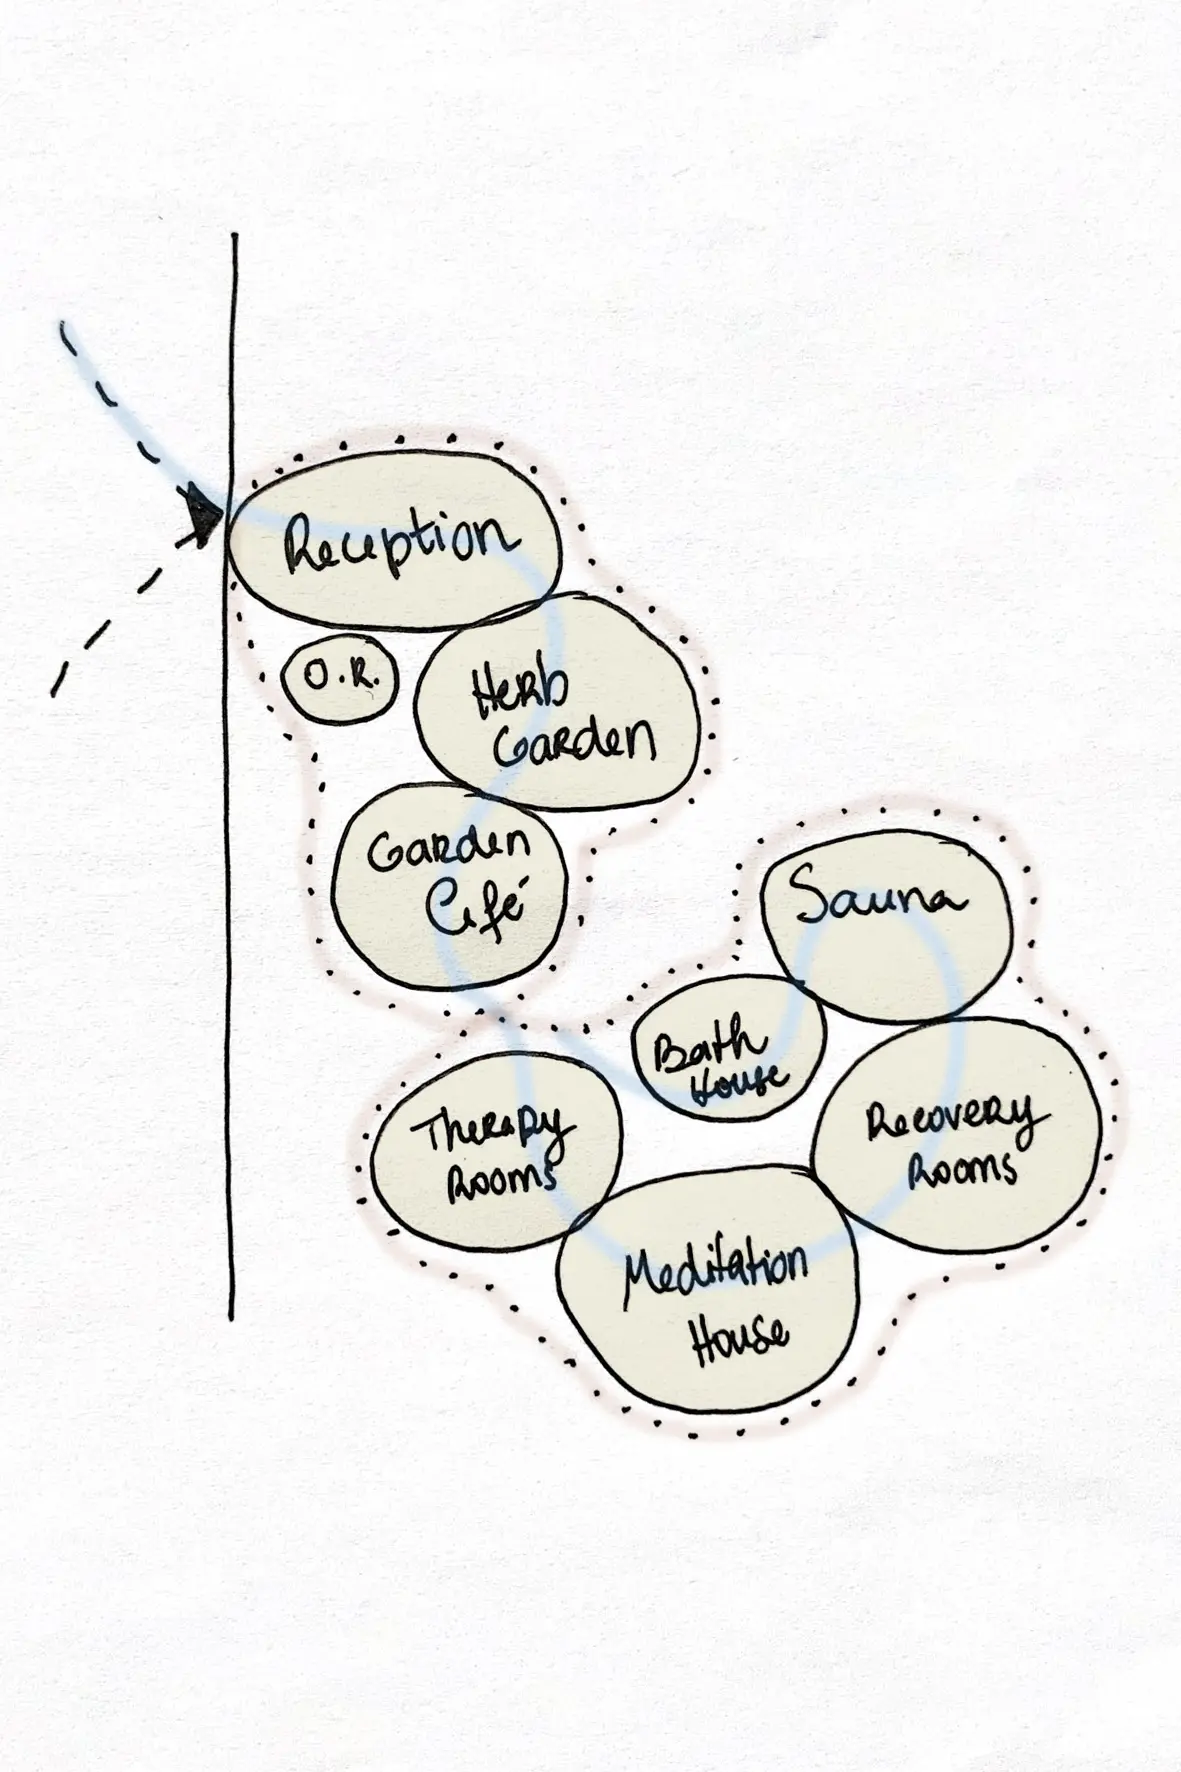 Reception
O.R.
Herb
Garden
Garden
Café
Sauna
Bath
House
Therapy
Rooms
Recovery
Rooms
Meditation
House